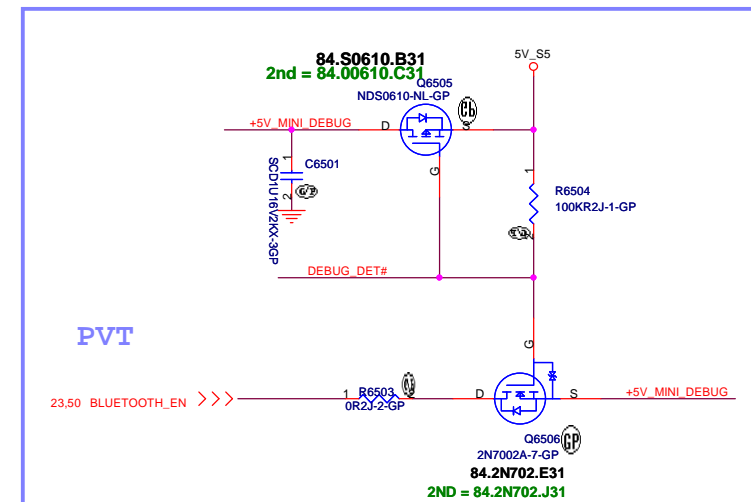 84.S0610.B31
2nd = 84.00610.C31
5V_S5
Q6505
NDS0610-NL-GP
+5V_MINI_DEBUG
D
S
G
1
C6501
2
SCD1U16V2KX-3GP
1
R6504
100KR2J-1-GP
2
DEBUG_DET#
PVT
G
23,50 BLUETOOTH_EN
1
R6503
2
0R2J-2-GP
D
S
+5V_MINI_DEBUG
Q6506
GP
2N7002A-7-GP
84.2N702.E31
2ND = 84.2N702.J31